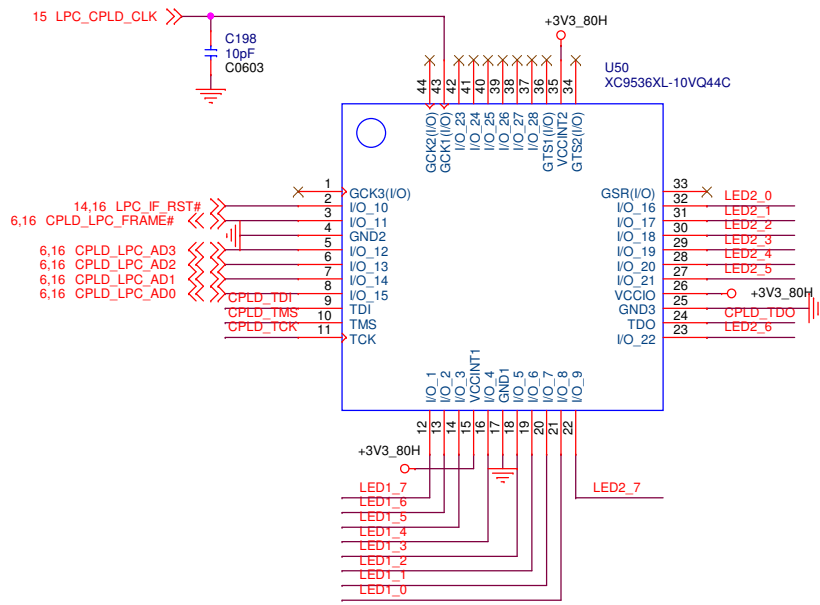 15 LPC_CPLD_CLK
C198
10pF
C0603
+3V3_80H
U50
XC9536XL-10VQ44C
44 43 42 41 40 39 38 37 36 35 34
GCK2(I/O)
GCK1(I/O)
I/O_23
I/O_24
I/O_25
I/O_26
I/O_27
I/O_28
GTS1(I/O)
VCCINT2
GTS2(I/O)
1 GCK3(I/O)
14,16 LPC_IF_RST# 2 I/O_10
6,16 CPLD_LPC_FRAME# 3 I/O_11
4 GND2
6,16 CPLD_LPC_AD3 5 I/O_12
6,16 CPLD_LPC_AD2 6 I/O_13
6,16 CPLD_LPC_AD1 7 I/O_14
6,16 CPLD_LPC_AD0 8 I/O_15
CPLD_TDI 9 TDI
CPLD_TMS 10 TMS
CPLD_TCK 11 TCK
GSR(I/O) 33
I/O_16 32 LED2_0
I/O_17 31 LED2_1
I/O_18 30 LED2_2
I/O_19 29 LED2_3
I/O_20 28 LED2_4
I/O_21 27 LED2_5
VCCIO 26 +3V3_80H
GND3 25
TDO 24 CPLD_TDO
I/O_22 23 LED2_6
I/O_1
I/O_2
I/O_3
VCCINT1
I/O_4
GND1
I/O_5
I/O_6
I/O_7
I/O_8
I/O_9
12 13 14 15 16 17 18 19 20 21 22
+3V3_80H
LED1_7
LED1_6
LED1_5
LED1_4
LED1_3
LED1_2
LED1_1
LED1_0
LED2_7